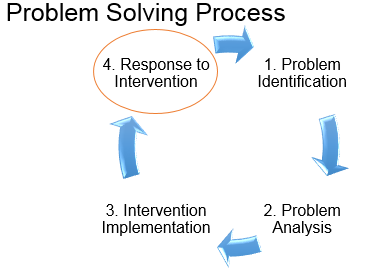 Problem Solving Process
4. Response to
Intervention
1. Problem
Identification
2. Problem
Analysis
3. Intervention
Implementation